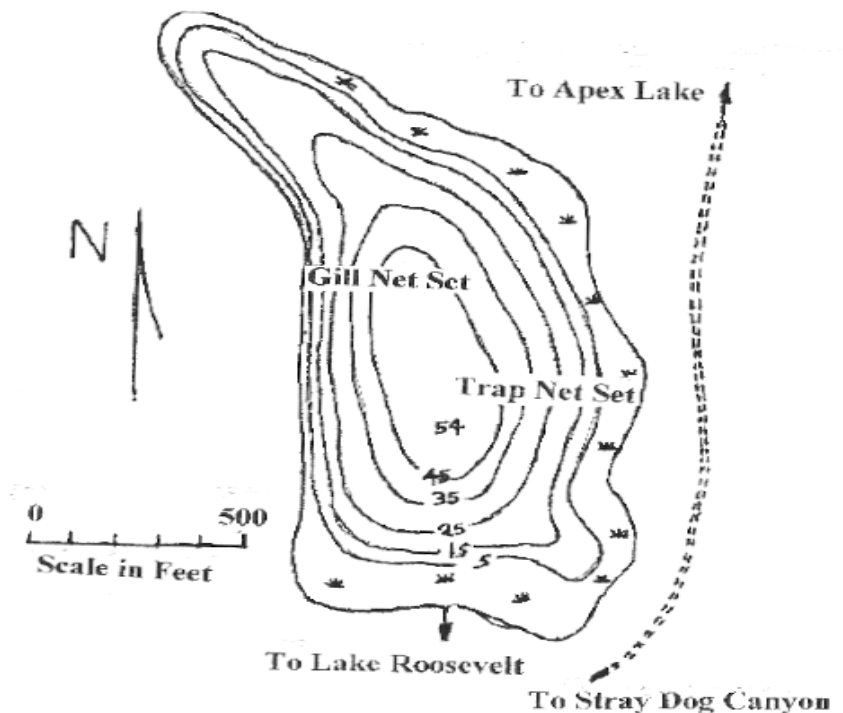 To Apex Lake
N
Gill Net Set
Trap Net Set
54
45
35
25
15
5
0 500
Scale in Feet
To Lake Roosevelt
To Stray Dog Canyon